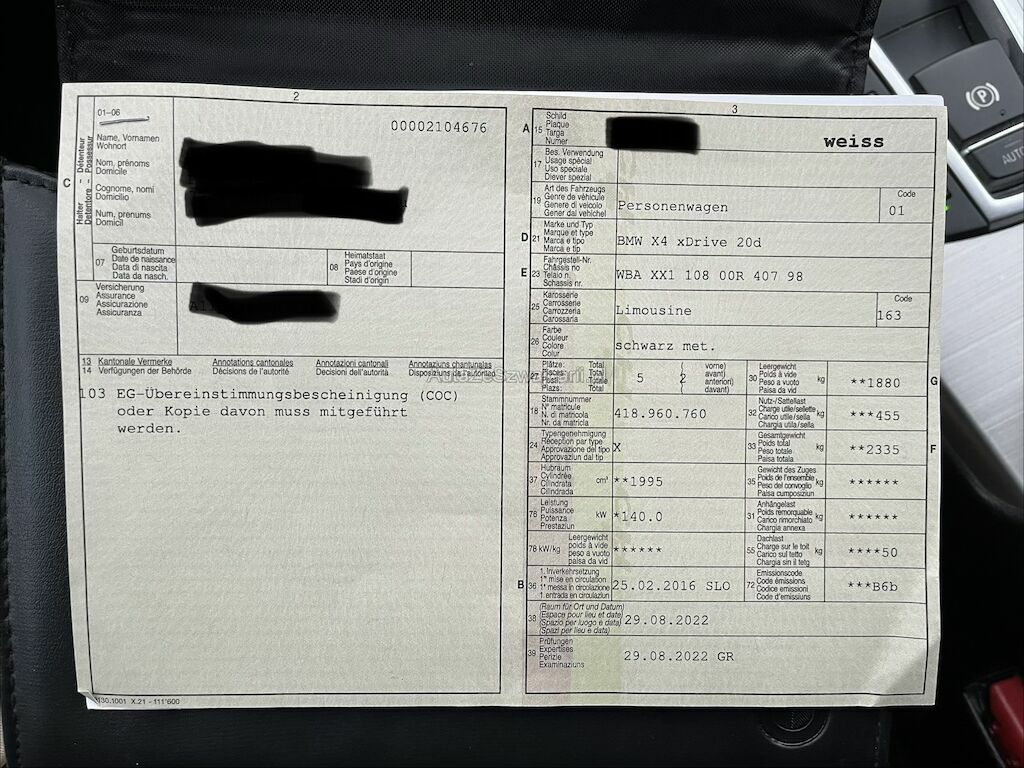 2
01-06
00002104676
Détenteur Possessur
C
Halter Detentore
Name, Vornamen
Wohnort
Nom, prénoms
Domicile
Cognome, nomi
Domicilio
Num, prenums
Domicil
07
Geburtsdatum
Date de naissance
Data di nascita
Data da nasch.
08
Heimatstaat
Pays d'origine
Paese d'origine
Stadi d'origin
09
Versicherung
Assurance
Assicurazione
Assicuranza
13 Kantonale Vermerke Annotations cantonales Annotazioni cantonali Annotaziuns chantunalas
14 Verfügungen der Behörde Décisions de l'autorité Decisioni dell'autorità Disposiziuns da l'autoritad
AutoZeSzwajcarii.pl
103 EG-Übereinstimmungsbescheinigung (COC)
oder Kopie davon muss mitgeführt
werden.
X.21 - 111'600
3
A 15
Schild
Plaque
Targa
Numer
weiss
17
Bes. Verwendung
Usage spécial
Uso speciale
Diever spezial
19
Art des Fahrzeugs
Genre de véhicule
Genere di veicolo
Gener dal vehichel
Personenwagen
Code
01
D 21
Marke und Typ
Marque et type
Marca e tipo
Marca e tip
BMW X4 xDrive 20d
E 23
Fahrgestell-Nr.
Châssis no
Telaio n.
Schassis nr.
WBA XX1 108 00R 407 98
25
Karosserie
Carrosserie
Carrozzeria
Carossaria
Limousine
Code
163
26
Farbe
Couleur
Colore
Colur
schwarz met.
27
Plätze: Total
Places: Total
Posti: Totale
Plazs: Total
5 2
vorne)
avant)
anteriori)
davant)
30
Leergewicht
Poids à vide
Peso a vuoto
Paisa da vid
kg
**1880
G
18
Stammnummer
N° matricule
N. di matricola
Nr. da matricla
418.960.760
32
Nutz-/Sattellast
Charge utile/sellette
Carico utile/sella
Chargia utila/sella
kg
***455
24
Typengenehmigung
Réception par type
Approvazione del tipo
Approvaziun dal tip
X
33
Gesamtgewicht
Poids total
Peso totale
Paisa totala
kg
**2335
F
37
Hubraum
Cylindrée
Cilindrata
Cilindrada
cm³
**1995
35
Gewicht des Zuges
Poids de l'ensemble
Peso del convoglio
Paisa cumposiziun
kg
******
76
Leistung
Puissance
Potenza
Prestaziun
kW
*140.0
31
Anhängelast
Poids remorquable
Carico rimorchiato
Chargia annexa
kg
******
78 kW/kg
Leergewicht
poids à vide
peso a vuoto
paisa da vid
******
55
Dachlast
Charge sur le toit
Carico sul tetto
Chargia sin il tetg
kg
****50
B 36
1. Inverkehrsetzung
1re mise en circulation
1a messa in circolazione
1. entrada en circulaziun
25.02.2016 SLO
72
Emissionscode
Code émissions
Codice emissioni
Code d'emissiuns
***B6b
38
(Raum für Ort und Datum)
(Espace pour lieu et date)
(Spazio per luogo e data)
(Spazi per lieu e data)
29.08.2022
39
Prüfungen
Expertises
Perizie
Examinaziuns
29.08.2022 GR
P
AUTO